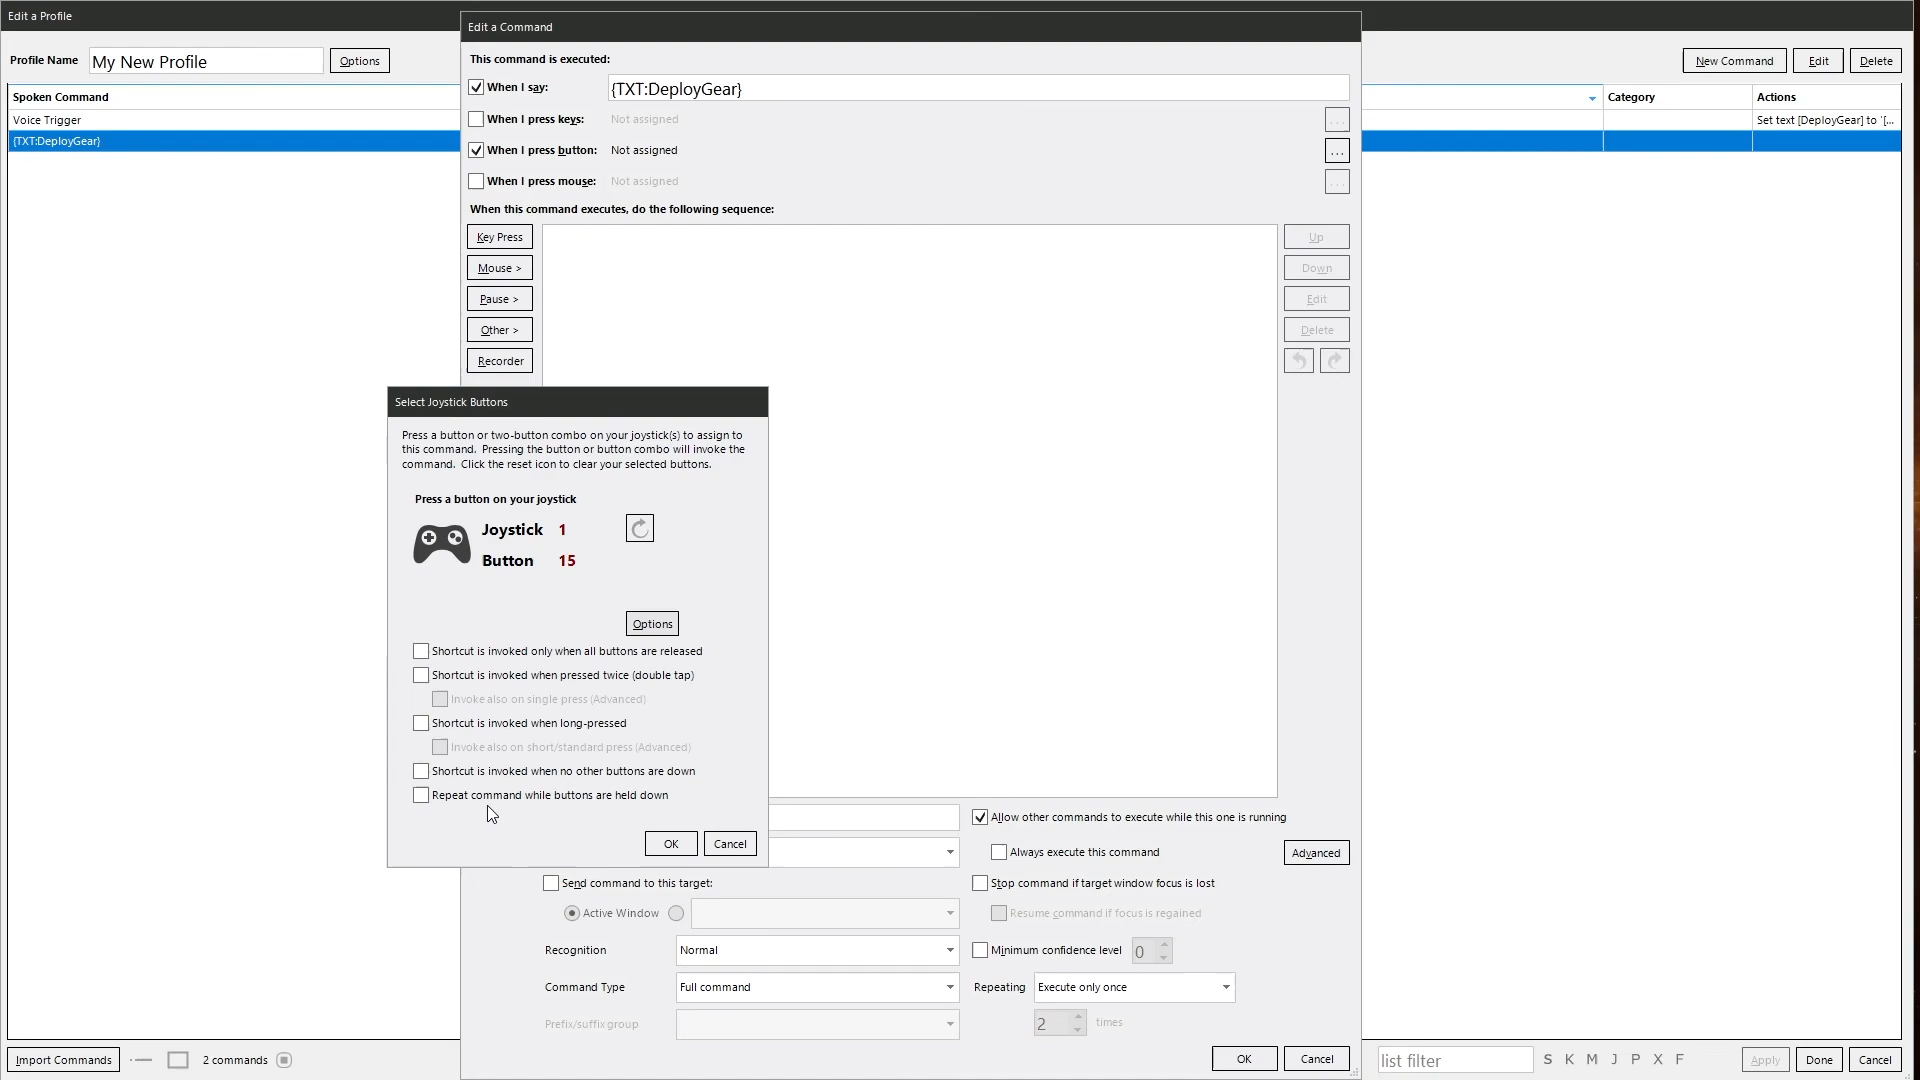 Edit a Profile
Profile Name My New Profile Options
New Command Edit Delete
Spoken Command Category Actions
Voice Trigger Set text [DeployGear] to '[...
{TXT:DeployGear}
Edit a Command
This command is executed:
When I say: {TXT:DeployGear}
When I press keys: Not assigned ...
When I press button: Not assigned ...
When I press mouse: Not assigned ...
When this command executes, do the following sequence:
Key Press
Mouse >
Pause >
Other >
Recorder
Up
Down
Edit
Delete
Select Joystick Buttons
Press a button or two-button combo on your joystick(s) to assign to
this command. Pressing the button or button combo will invoke the
command. Click the reset icon to clear your selected buttons.
Press a button on your joystick
Joystick 1
Button 15
Options
Shortcut is invoked only when all buttons are released
Shortcut is invoked when pressed twice (double tap)
Invoke also on single press (Advanced)
Shortcut is invoked when long-pressed
Invoke also on short/standard press (Advanced)
Shortcut is invoked when no other buttons are down
Repeat command while buttons are held down
OK Cancel
Allow other commands to execute while this one is running
Always execute this command Advanced
Send command to this target: Stop command if target window focus is lost
Active Window Resume command if focus is regained
Recognition Normal Minimum confidence level 0
Command Type Full command Repeating Execute only once
Prefix/suffix group 2 times
OK Cancel
Import Commands 2 commands list filter S K M J P X F Apply Done Cancel